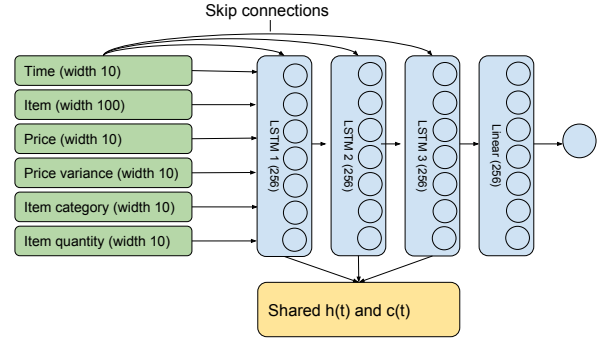 Skip connections
Time (width 10)
Item (width 100)
Price (width 10)
Price variance (width 10)
Item category (width 10)
Item quantity (width 10)
LSTM 1 (256)
LSTM 2 (256)
LSTM 3 (256)
Linear (256)
Shared h(t) and c(t)